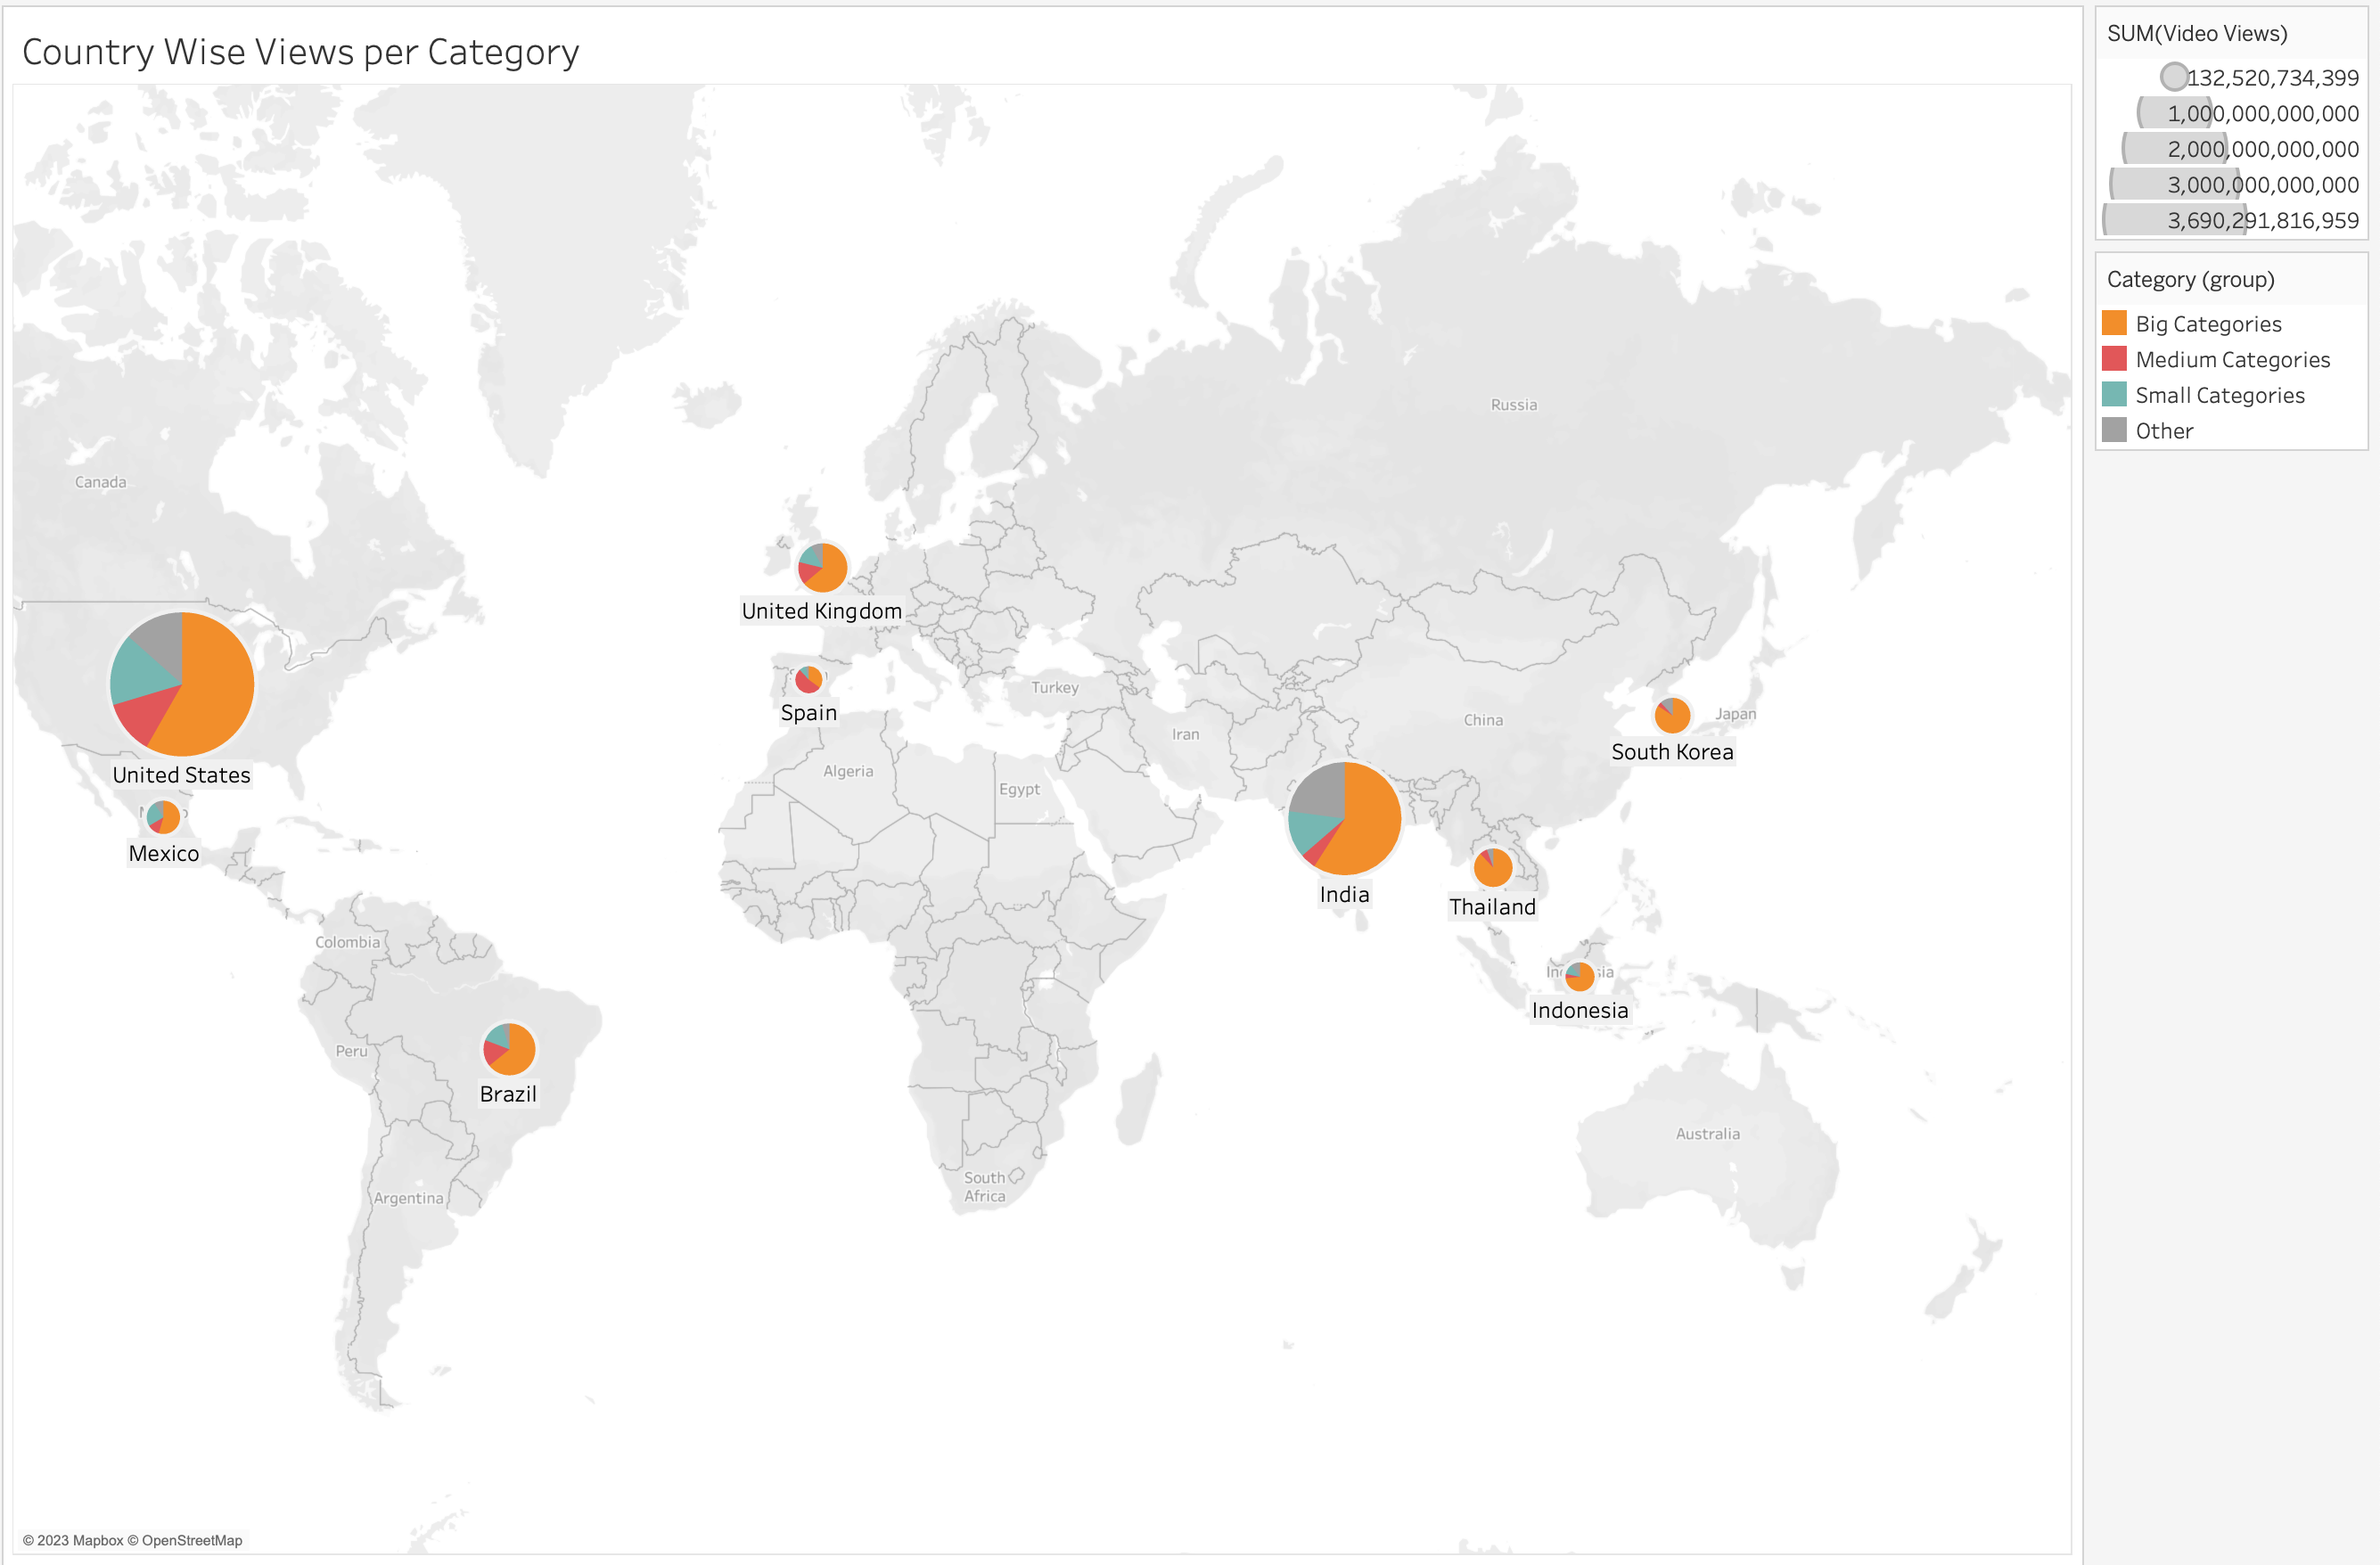 Country Wise Views per Category
SUM(Video Views)
132,520,734,399
1,000,000,000,000
2,000,000,000,000
3,000,000,000,000
3,690,291,816,959
Category (group)
Big Categories
Medium Categories
Small Categories
Other
Russia
Canada
United Kingdom
Turkey
Spain
China
Japan
Iran
South Korea
United States
Algeria
Egypt
Mexico
India
Thailand
Colombia
Indonesia
Peru
Brazil
Australia
South
Africa
Argentina
© 2023 Mapbox © OpenStreetMap